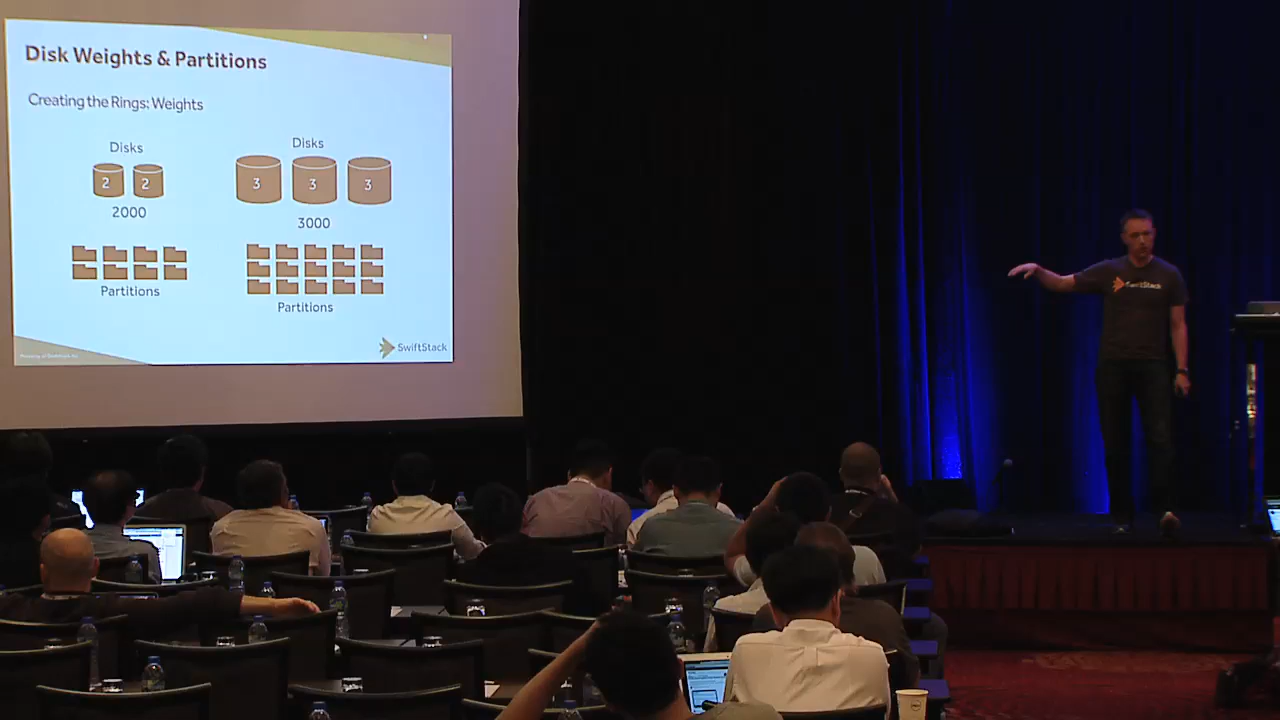 Disk Weights & Partitions
Creating the Rings: Weights
Disks
2 2
2000
Partitions
Disks
3 3 3
3000
Partitions
SwiftStack
SwiftStack